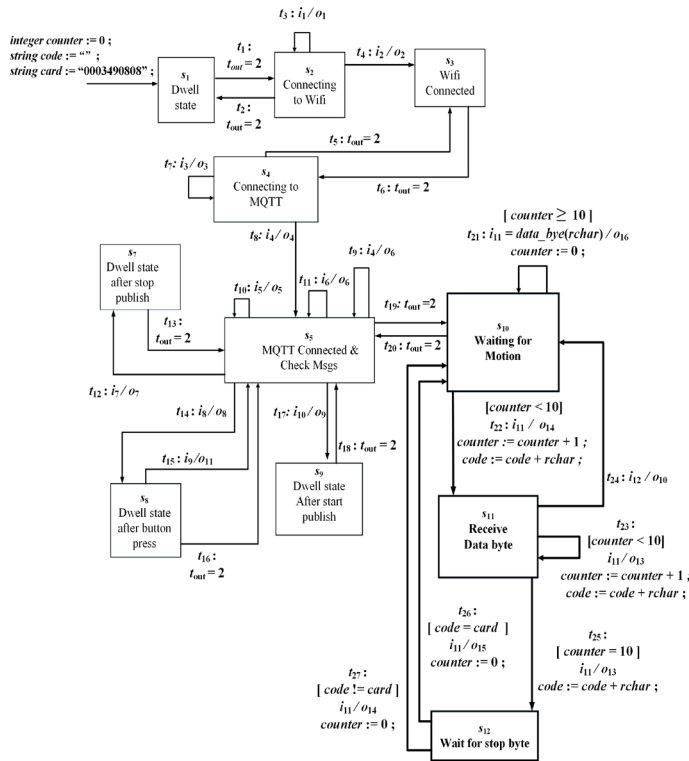 integer counter := 0 ;
string code := “” ;
string card := “0003490808” ;
s1
Dwell
state
t1 :
tout = 2
t2 :
tout = 2
t3 : i1 / o1
s2
Connecting
to Wifi
t4 : i2 / o2
s3
Wifi
Connected
t5 : tout = 2
t6 : tout = 2
t7 : i3 / o3
s4
Connecting to
MQTT
t8 : i4 / o4
t9 : i4 / o6
t10 : i5 / o5
t11 : i6 / o6
s7
Dwell state
after stop
publish
t13 :
tout = 2
t12 : i7 / o7
s5
MQTT Connected &
Check Msgs
t19 : tout =2
t20 : tout = 2
t14 : i8 / o8
t15 : i9/o11
t16 :
tout = 2
t17 : i10 / o9
t18 : tout = 2
s8
Dwell state
after button
press
s9
Dwell state
After start
publish
[ counter ≥ 10 ]
t21 : i11 = data_bye(rchar) / o16
counter := 0 ;
s10
Waiting for
Motion
[counter < 10]
t22 : i11 / o14
counter := counter + 1 ;
code := code + rchar ;
t24 : i12 / o10
s11
Receive
Data byte
t23 :
[counter < 10]
i11 / o13
counter := counter + 1 ;
code := code + rchar ;
t25 :
[ counter = 10 ]
i11 / o13
code := code + rchar ;
t26 :
[ code = card ]
i11 / o15
counter := 0 ;
t27 :
[ code != card ]
i11 / o14
counter := 0 ;
s12
Wait for stop byte